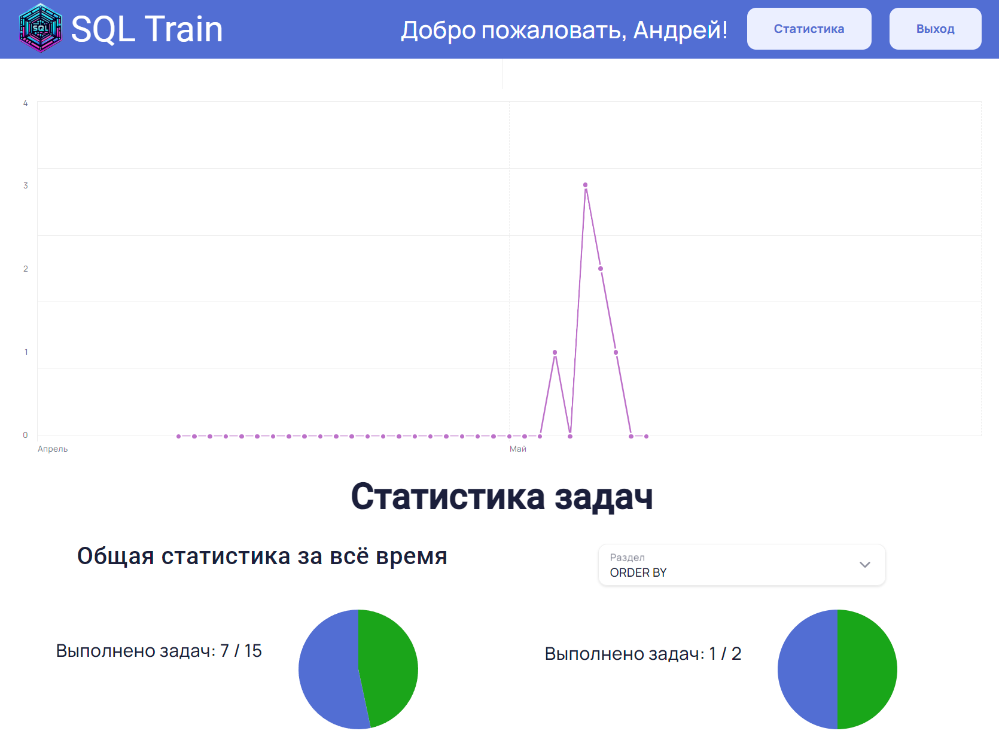 SQL
SQL Train
Добро пожаловать, Андрей!
Статистика
Выход
4
3
2
1
0
Апрель
Май
Статистика задач
Общая статистика за всё время
Раздел
ORDER BY
Выполнено задач: 7 / 15
Выполнено задач: 1 / 2